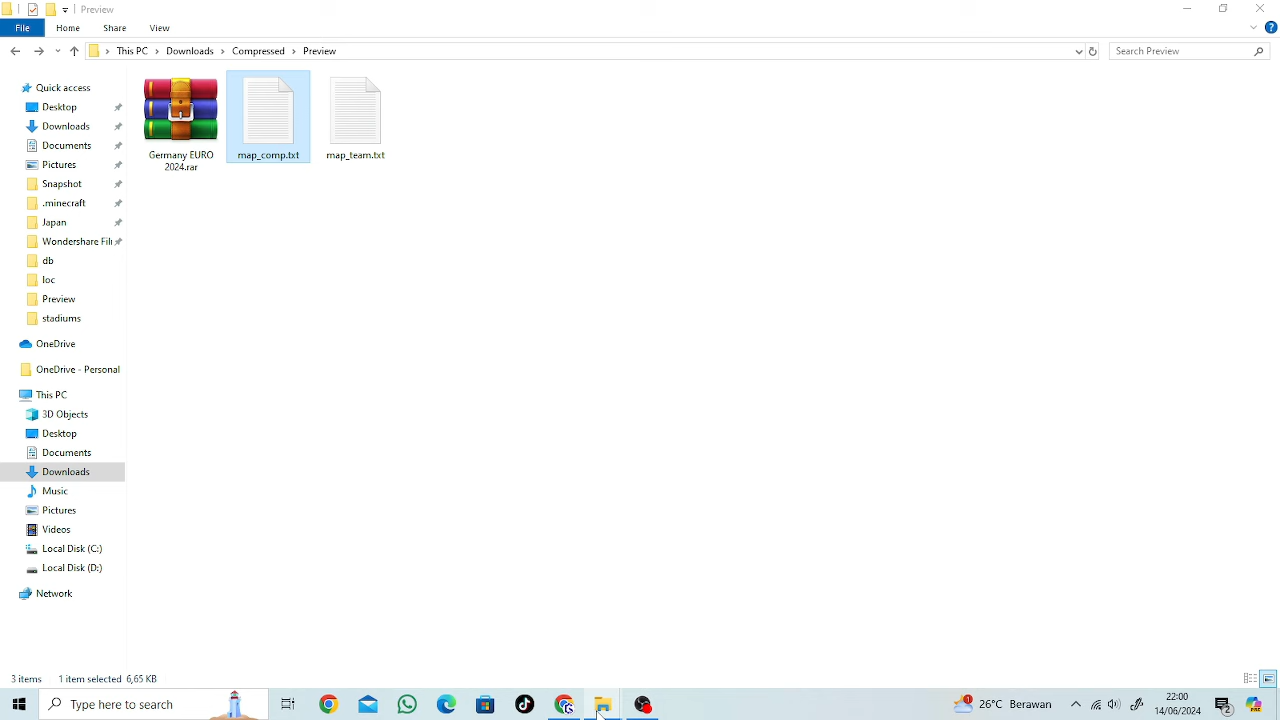 Preview
File
Home
Share
View
This PC
Downloads
Compressed
Preview
Search Preview
Quick access
Desktop
Downloads
Documents
Pictures
Snapshot
.minecraft
Japan
Wondershare Fil
db
loc
Preview
stadiums
OneDrive
OneDrive - Personal
This PC
3D Objects
Desktop
Documents
Downloads
Music
Pictures
Videos
Local Disk (C:)
Local Disk (D:)
Network
Germany EURO
2024.rar
map_comp.txt
map_team.txt
3 items
1 item selected 6,65 KB
Type here to search
1
26°C Berawan
22:00
14/06/2024
2